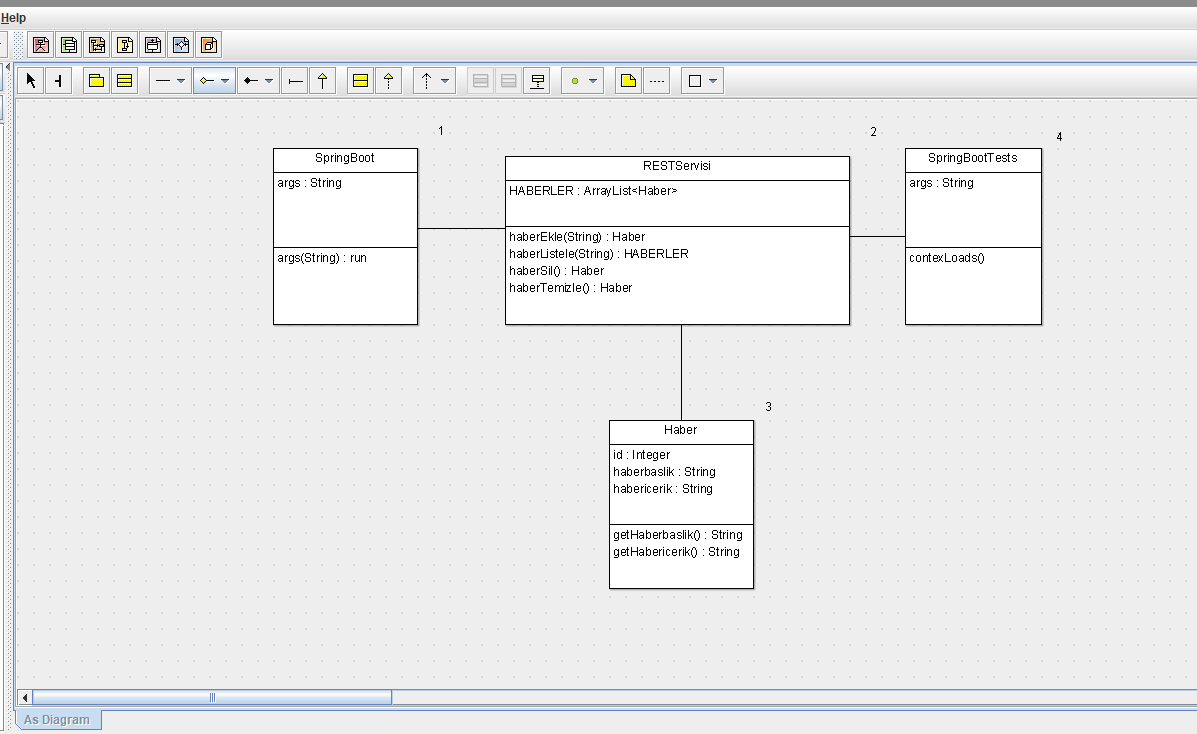 Help
1
SpringBoot
args : String
args(String) : run
2
RESTServisi
HABERLER : ArrayList<Haber>
haberEkle(String) : Haber
haberListele(String) : HABERLER
haberSil() : Haber
haberTemizle() : Haber
4
SpringBootTests
args : String
contexLoads()
3
Haber
id : Integer
haberbaslik : String
habericerik : String
getHaberbaslik() : String
getHabericerik() : String
As Diagram